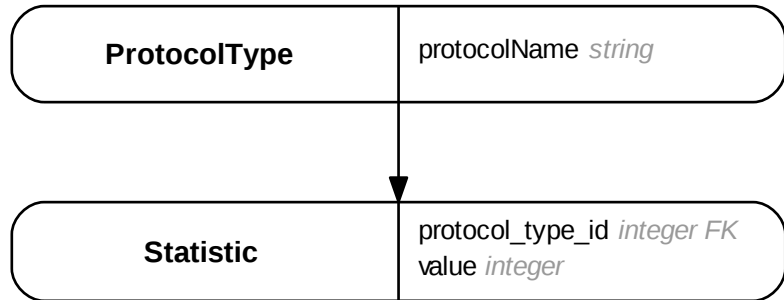 ProtocolType
protocolName string
Statistic
protocol_type_id integer FK
value integer